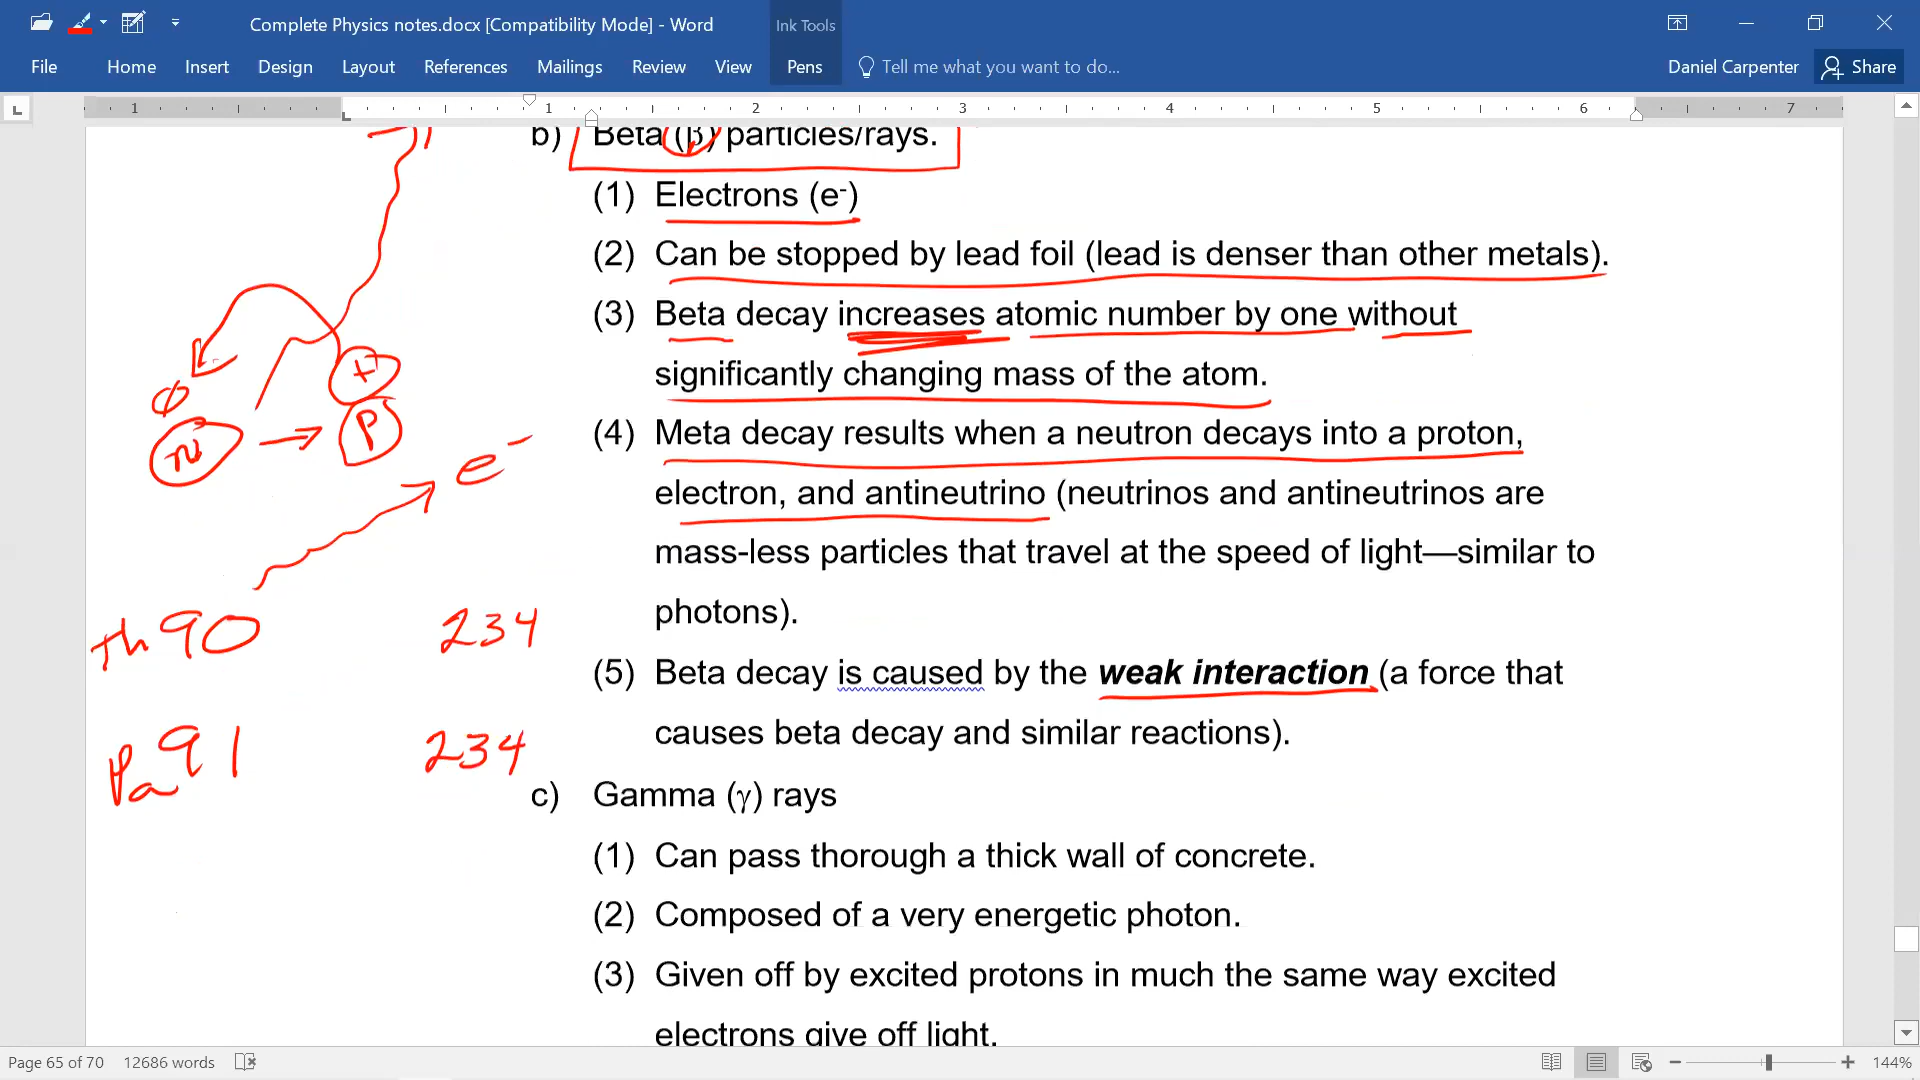 Complete Physics notes.docx [Compatibility Mode] - Word
Ink Tools
File Home Insert Design Layout References Mailings Review View Pens Tell me what you want to do... Daniel Carpenter Share
1 1 2 3 4 5 6 7
b) Beta (β) particles/rays.
(1) Electrons (e-)
(2) Can be stopped by lead foil (lead is denser than other metals).
(3) Beta decay increases atomic number by one without
significantly changing mass of the atom.
+
N → P
e-
(4) Meta decay results when a neutron decays into a proton,
electron, and antineutrino (neutrinos and antineutrinos are
mass-less particles that travel at the speed of light—similar to
photons).
Th 90 234
(5) Beta decay is caused by the weak interaction (a force that
causes beta decay and similar reactions).
Pa 91 234
c) Gamma (γ) rays
(1) Can pass thorough a thick wall of concrete.
(2) Composed of a very energetic photon.
(3) Given off by excited protons in much the same way excited
electrons give off light.
Page 65 of 70 12686 words 144%